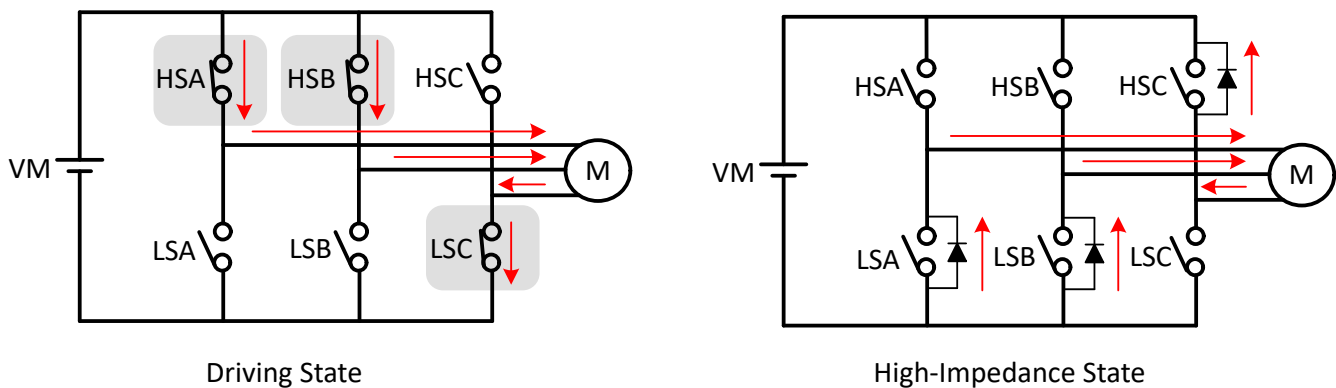 HSA HSB HSC
VM M
LSA LSB LSC
Driving State
HSA HSB HSC
VM M
LSA LSB LSC
High-Impedance State